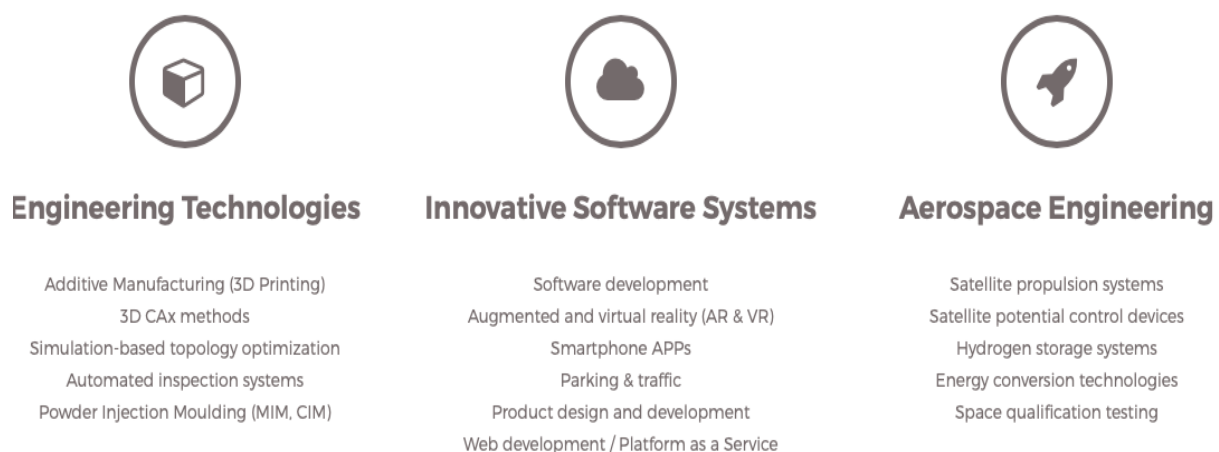 Engineering Technologies
Additive Manufacturing (3D Printing)
3D CAx methods
Simulation-based topology optimization
Automated inspection systems
Powder Injection Moulding (MIM, CIM)
Innovative Software Systems
Software development
Augmented and virtual reality (AR & VR)
Smartphone APPs
Parking & traffic
Product design and development
Web development / Platform as a Service
Aerospace Engineering
Satellite propulsion systems
Satellite potential control devices
Hydrogen storage systems
Energy conversion technologies
Space qualification testing